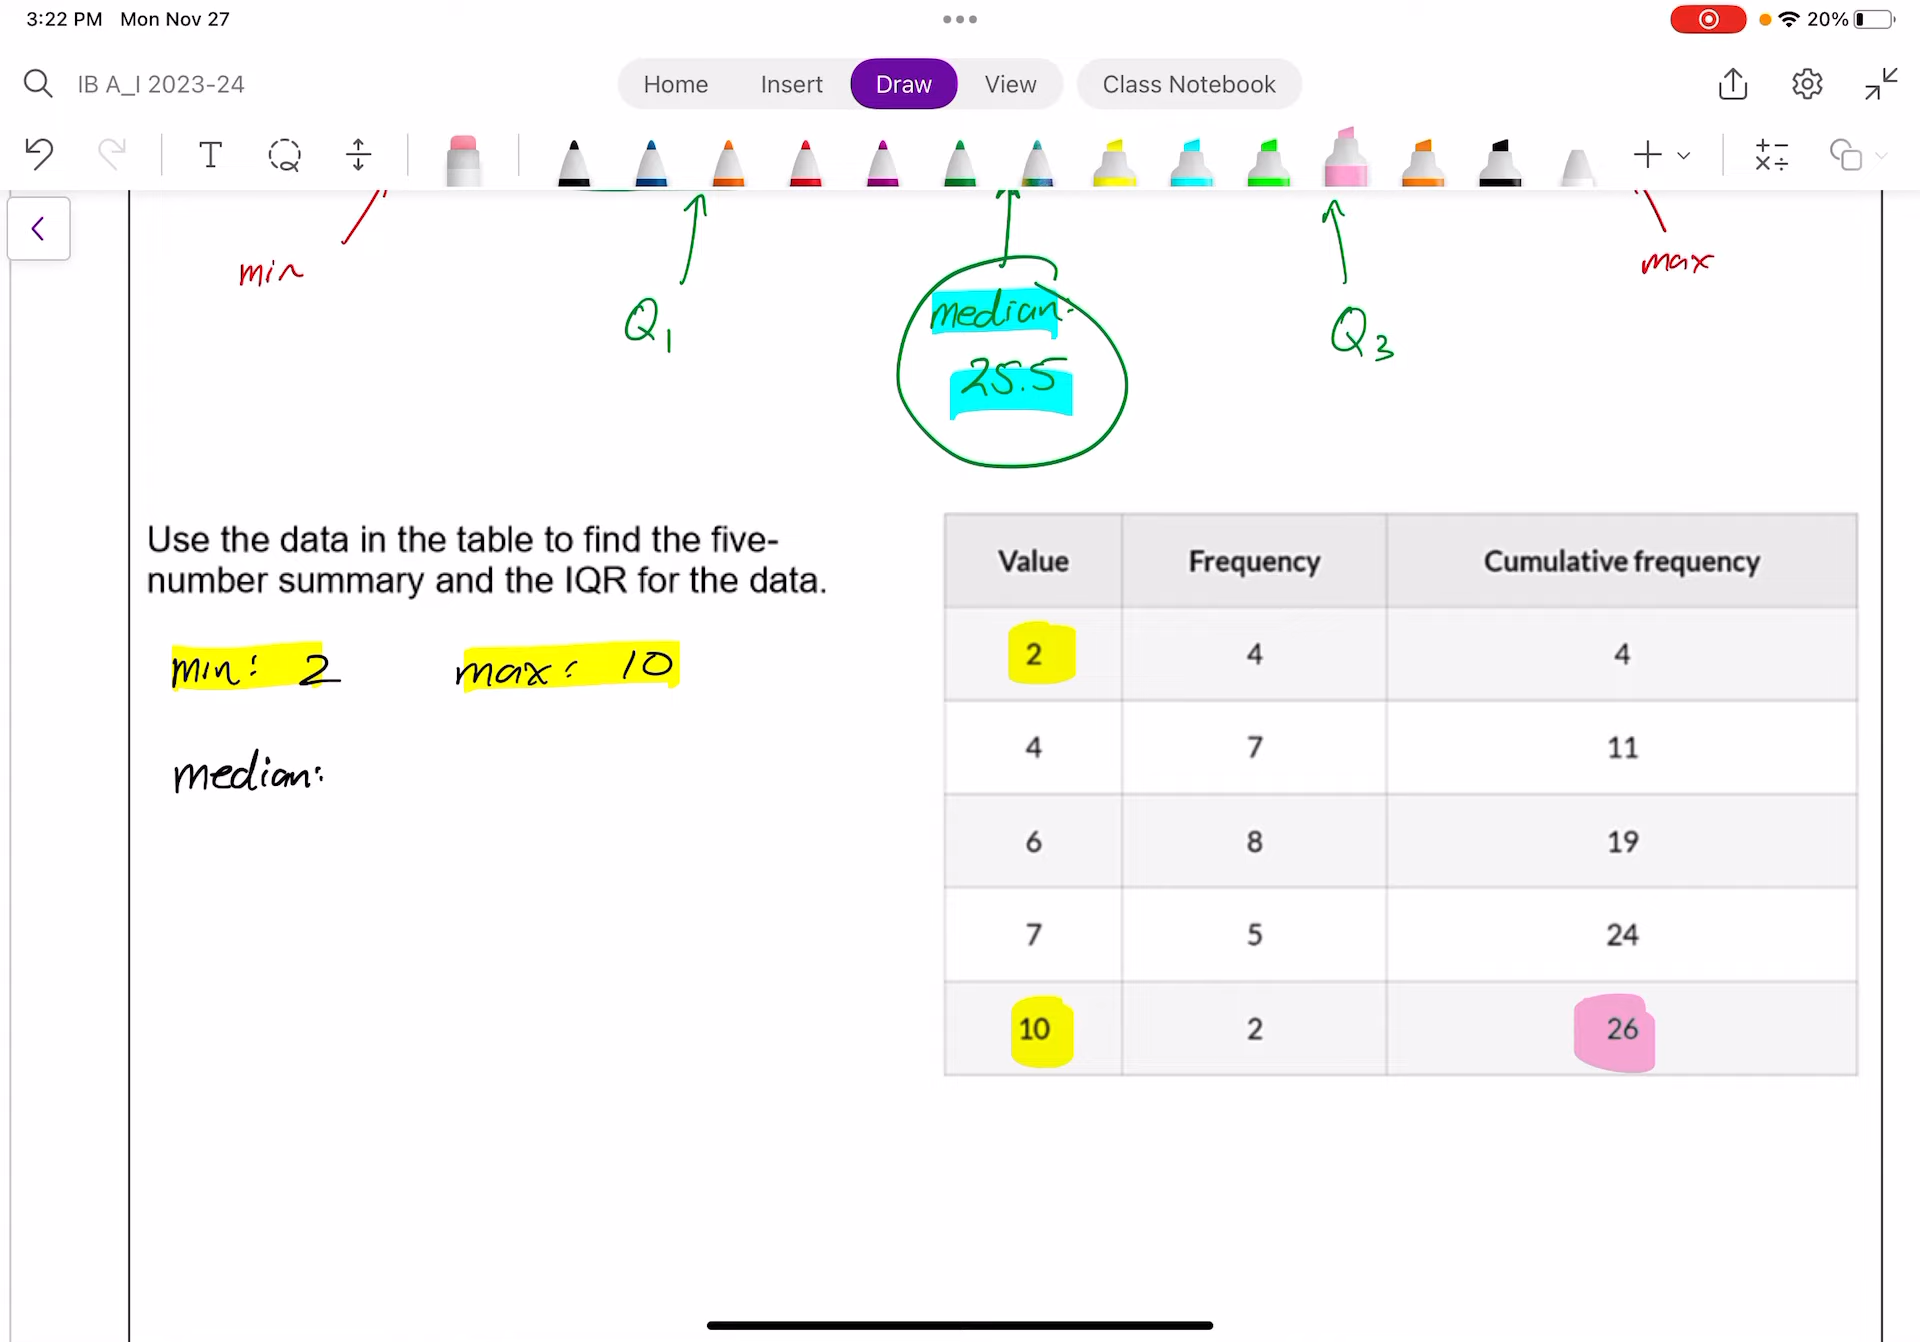 3:22 PM Mon Nov 27
20%
IB A_I 2023-24
Home Insert Draw View Class Notebook
T
min
Q1
median:
25.5
Q3
max
Use the data in the table to find the five-
number summary and the IQR for the data.
min: 2 max: 10
median:
Value Frequency Cumulative frequency
2 4 4
4 7 11
6 8 19
7 5 24
10 2 26